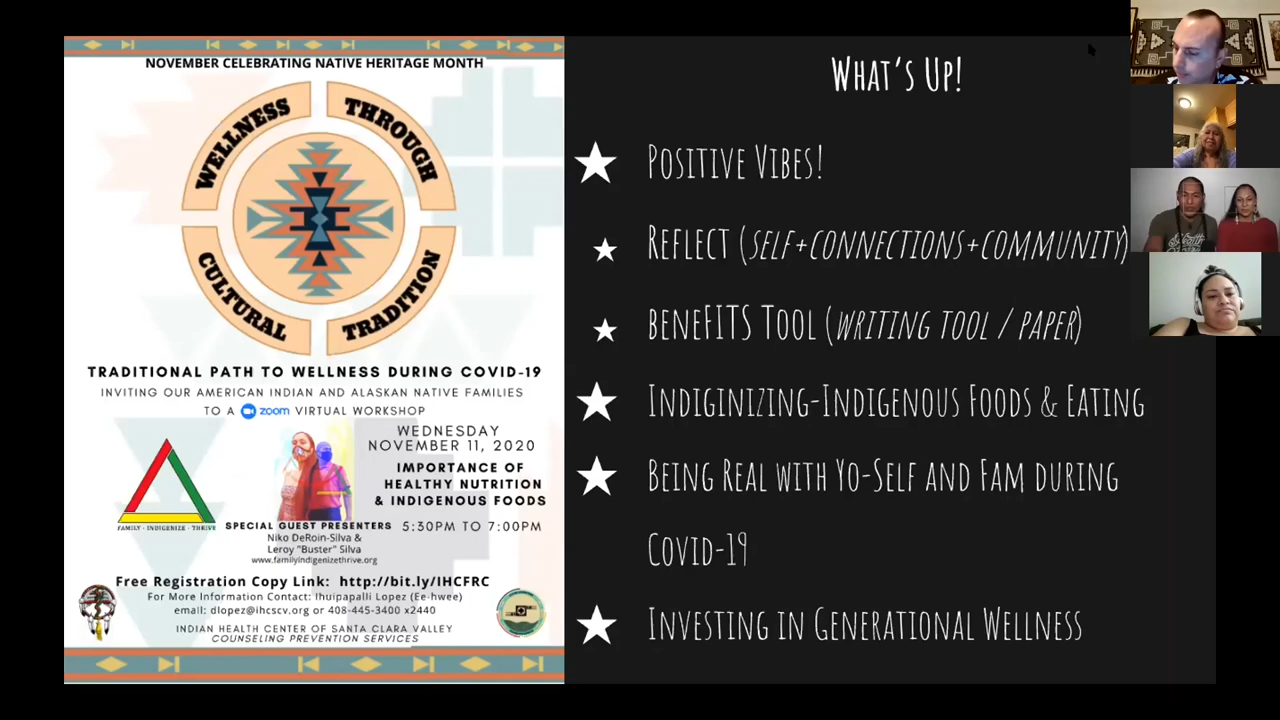 NOVEMBER CELEBRATING NATIVE HERITAGE MONTH
WELLNESS THROUGH
CULTURAL TRADITION
TRADITIONAL PATH TO WELLNESS DURING COVID-19
INVITING OUR AMERICAN INDIAN AND ALASKAN NATIVE FAMILIES
TO A zoom VIRTUAL WORKSHOP
WEDNESDAY
NOVEMBER 11, 2020
IMPORTANCE OF
HEALTHY NUTRITION
& INDIGENOUS FOODS
5:30PM TO 7:00PM
FAMILY · INDIGENIZE · THRIVE
SPECIAL GUEST PRESENTERS
Niko DeRoin-Silva &
Leroy "Buster" Silva
www.familyindigenizethrive.org
Free Registration Copy Link: http://bit.ly/IHCFRC
For More Information Contact: Ihuipapalli Lopez (Ee-hwee)
email: dlopez@ihcscv.org or 408-445-3400 x2440
INDIAN HEALTH CENTER OF SANTA CLARA VALLEY
COUNSELING PREVENTION SERVICES
WHAT'S UP!
POSITIVE VIBES!
REFLECT (SELF+CONNECTIONS+COMMUNITY)
BENEFITS TOOL (WRITING TOOL / PAPER)
INDIGINIZING-INDIGENOUS FOODS & EATING
BEING REAL WITH YO-SELF AND FAM DURING
COVID-19
INVESTING IN GENERATIONAL WELLNESS